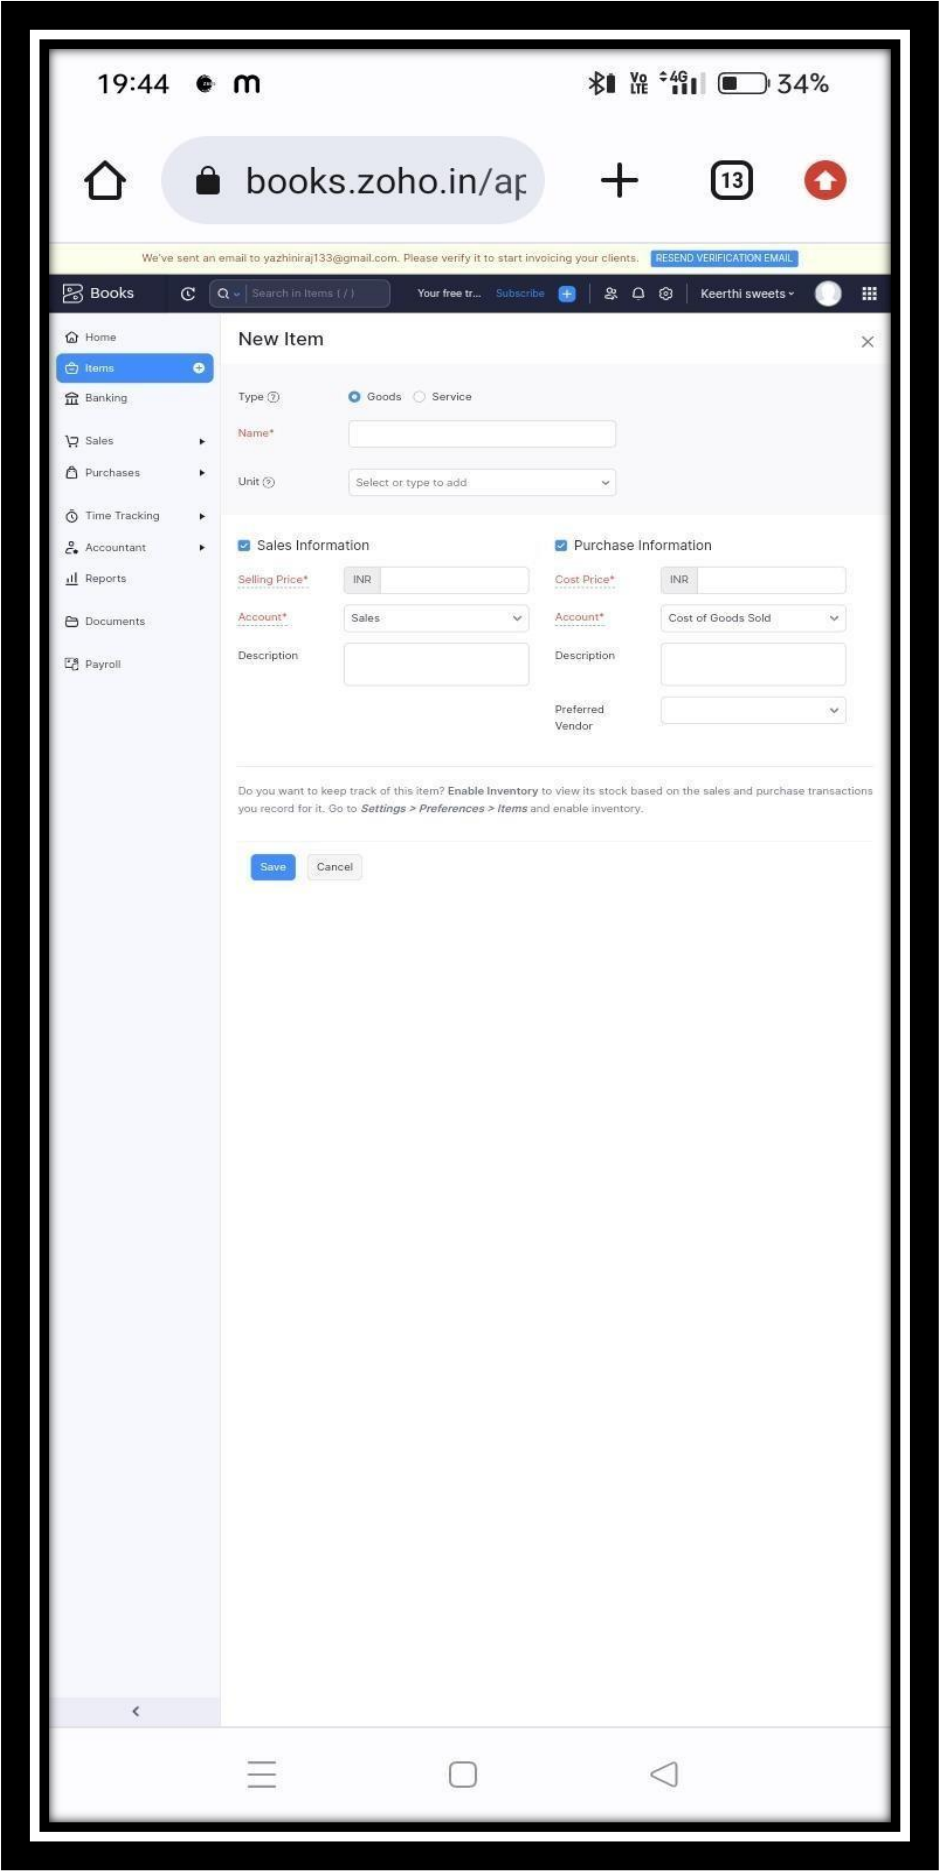 19:44 m Vo LTE 4G 34%
books.zoho.in/ap 13
We've sent an email to yazhiniraj133@gmail.com. Please verify it to start invoicing your clients. RESEND VERIFICATION EMAIL
Books Search in Items ( / ) Your free tr... Subscribe Keerthi sweets
Home
Items
Banking
Sales
Purchases
Time Tracking
Accountant
Reports
Documents
Payroll
New Item
Type Goods Service
Name*
Unit Select or type to add
Sales Information Purchase Information
Selling Price* INR Cost Price* INR
Account* Sales Account* Cost of Goods Sold
Description Description
Preferred
Vendor
Do you want to keep track of this item? Enable Inventory to view its stock based on the sales and purchase transactions
you record for it. Go to Settings > Preferences > Items and enable inventory.
Save Cancel